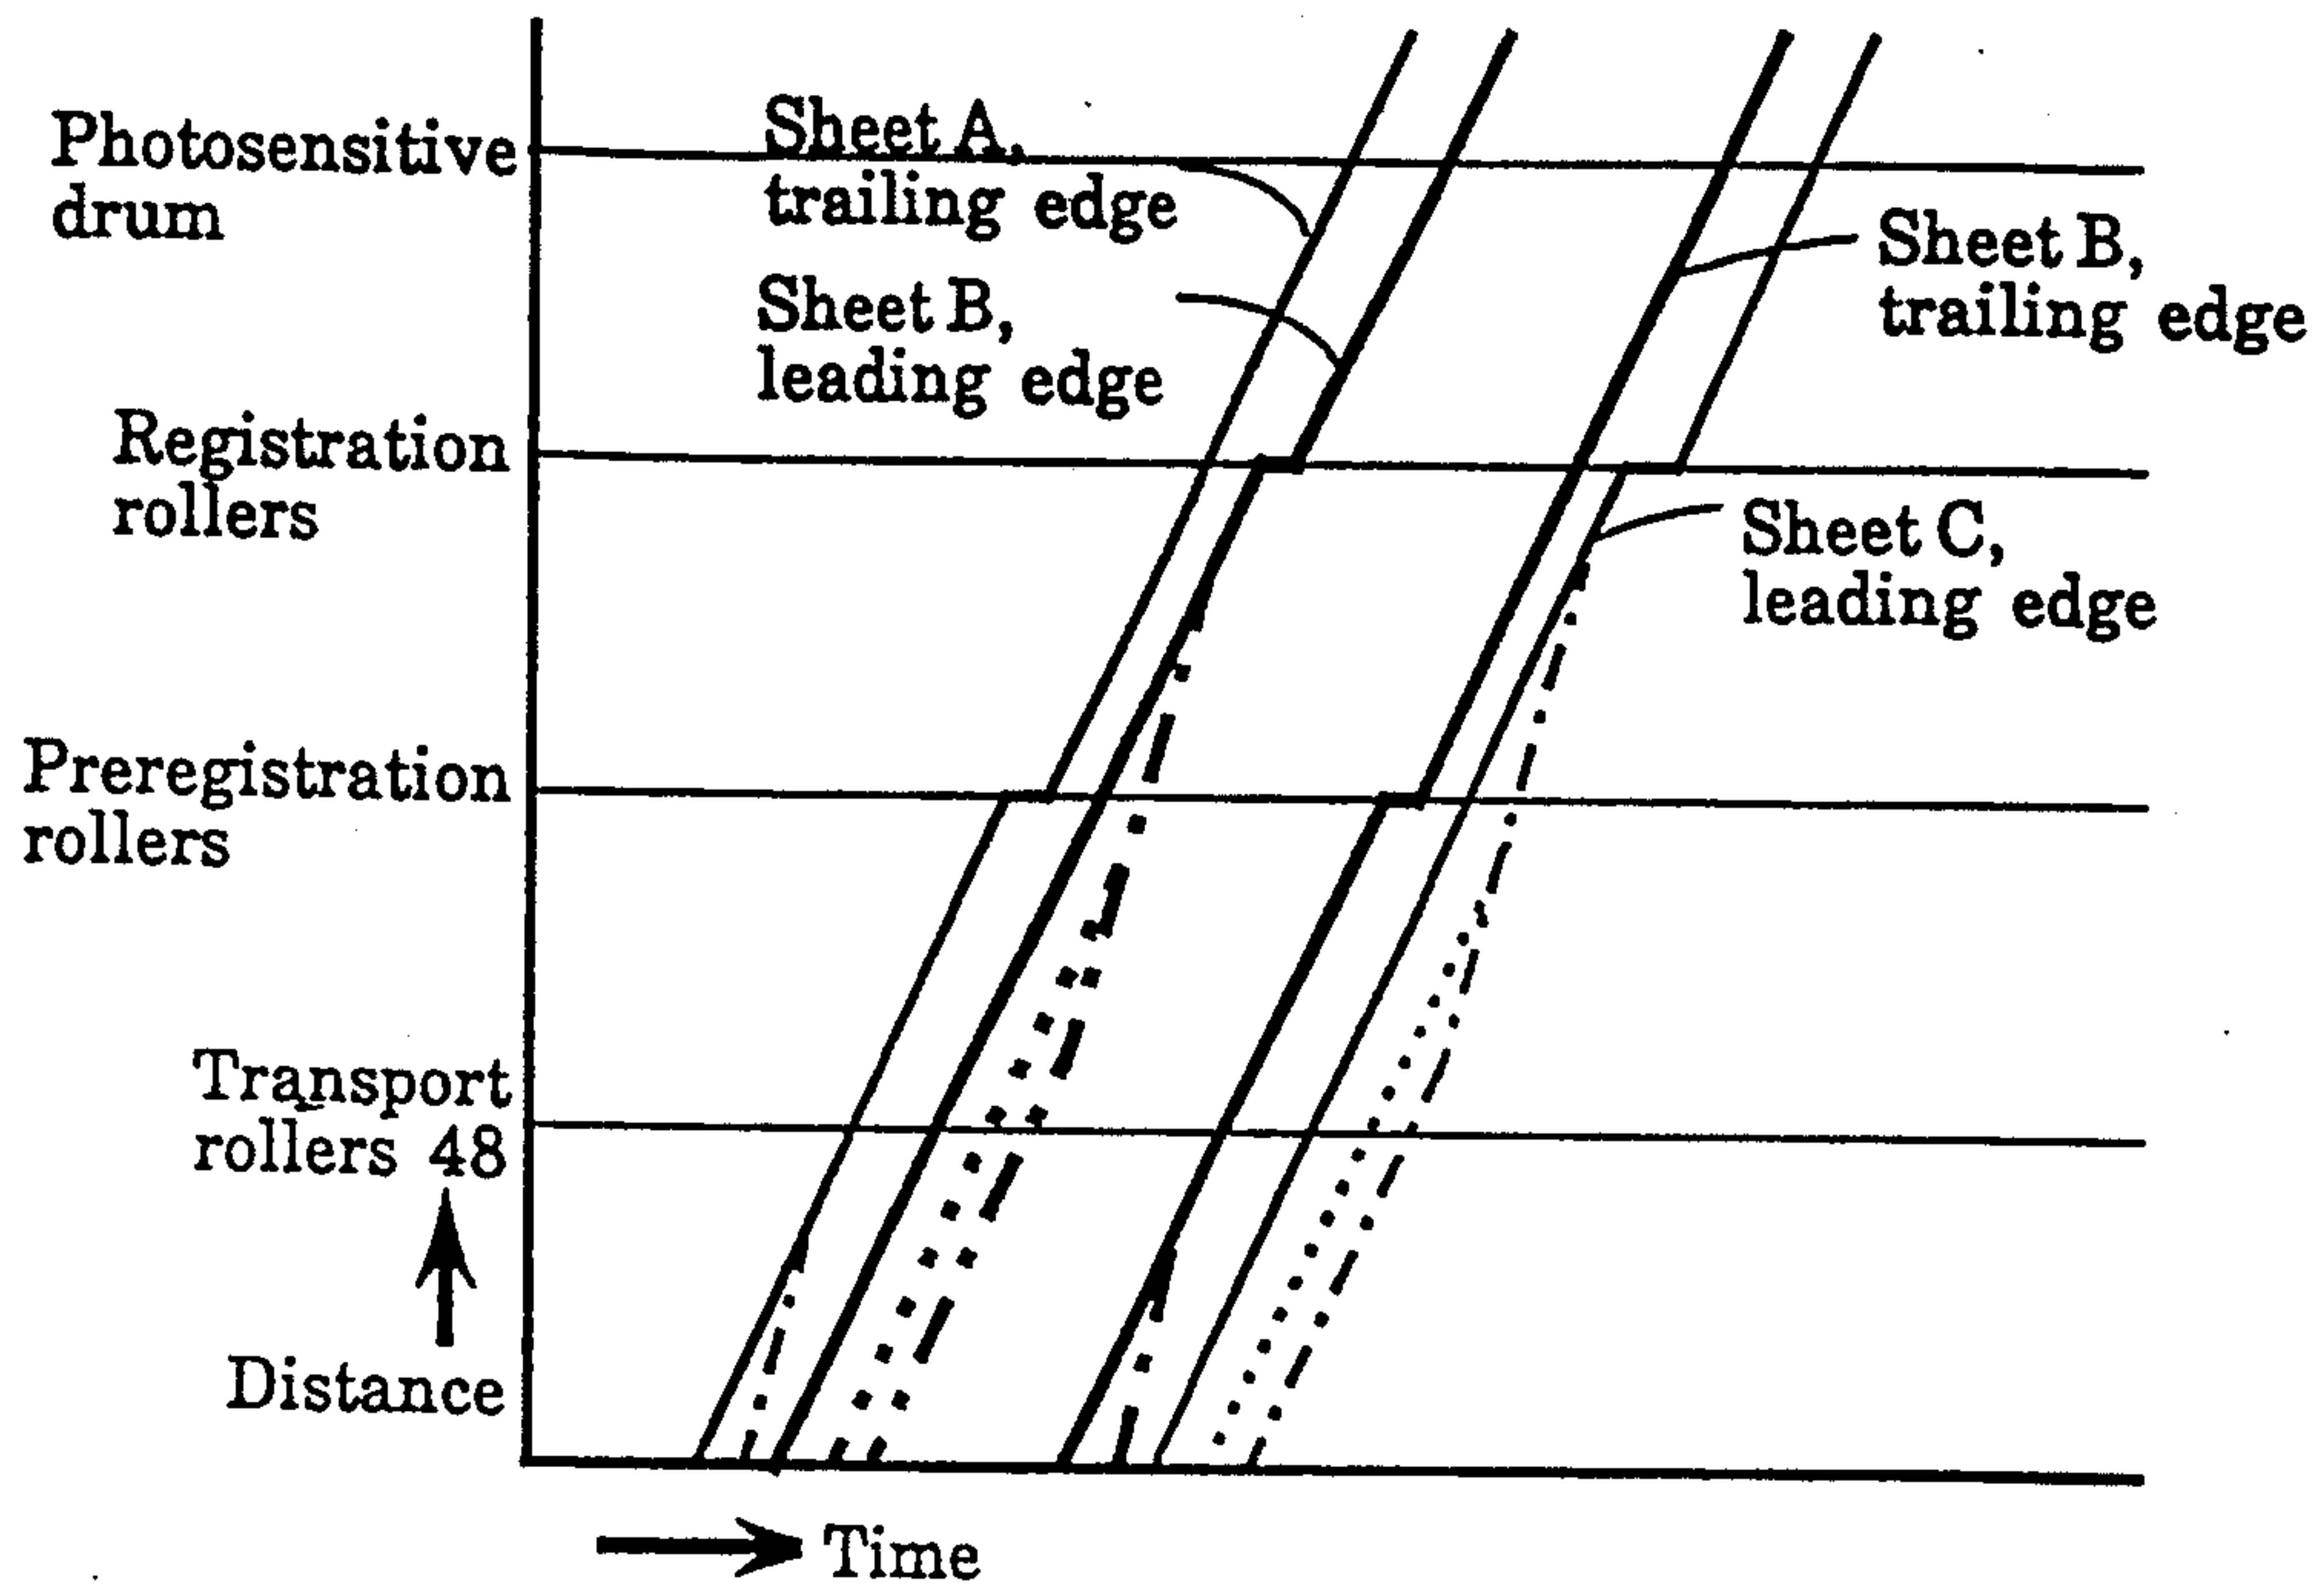 Photosensitive
drum
Sheet A,
trailing edge
Sheet B,
leading edge
Sheet B,
trailing edge
Registration
rollers
Sheet C,
leading edge
Preregistration
rollers
Transport
rollers 48
Distance
Time